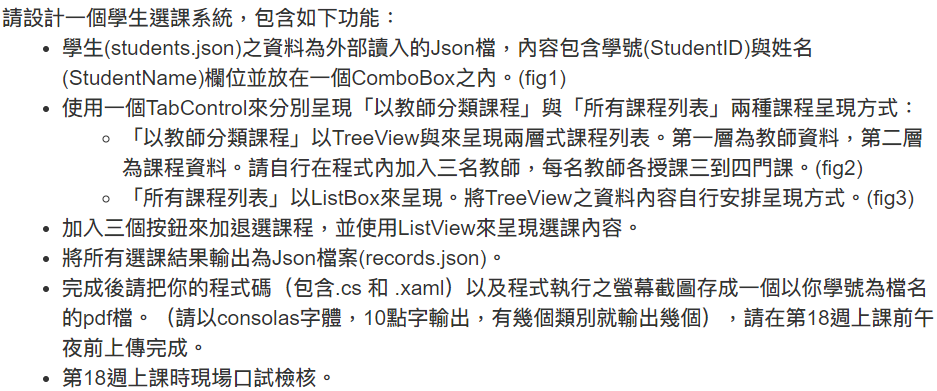 請設計一個學生選課系統，包含如下功能：
• 學生(students.json)之資料為外部讀入的Json檔，內容包含學號(StudentID)與姓名
(StudentName)欄位並放在一個ComboBox之內。(fig1)
• 使用一個TabControl來分別呈現「以教師分類課程」與「所有課程列表」兩種課程呈現方式：
◦ 「以教師分類課程」以TreeView與來呈現兩層式課程列表。第一層為教師資料，第二層
為課程資料。請自行在程式內加入三名教師，每名教師各授課三到四門課。(fig2)
◦ 「所有課程列表」以ListBox來呈現。將TreeView之資料內容自行安排呈現方式。(fig3)
• 加入三個按鈕來加退選課程，並使用ListView來呈現選課內容。
• 將所有選課結果輸出為Json檔案(records.json)。
• 完成後請把你的程式碼（包含.cs 和 .xaml）以及程式執行之螢幕截圖存成一個以你學號為檔名
的pdf檔。（請以consolas字體，10點字輸出，有幾個類別就輸出幾個），請在第18週上課前午
夜前上傳完成。
• 第18週上課時現場口試檢核。